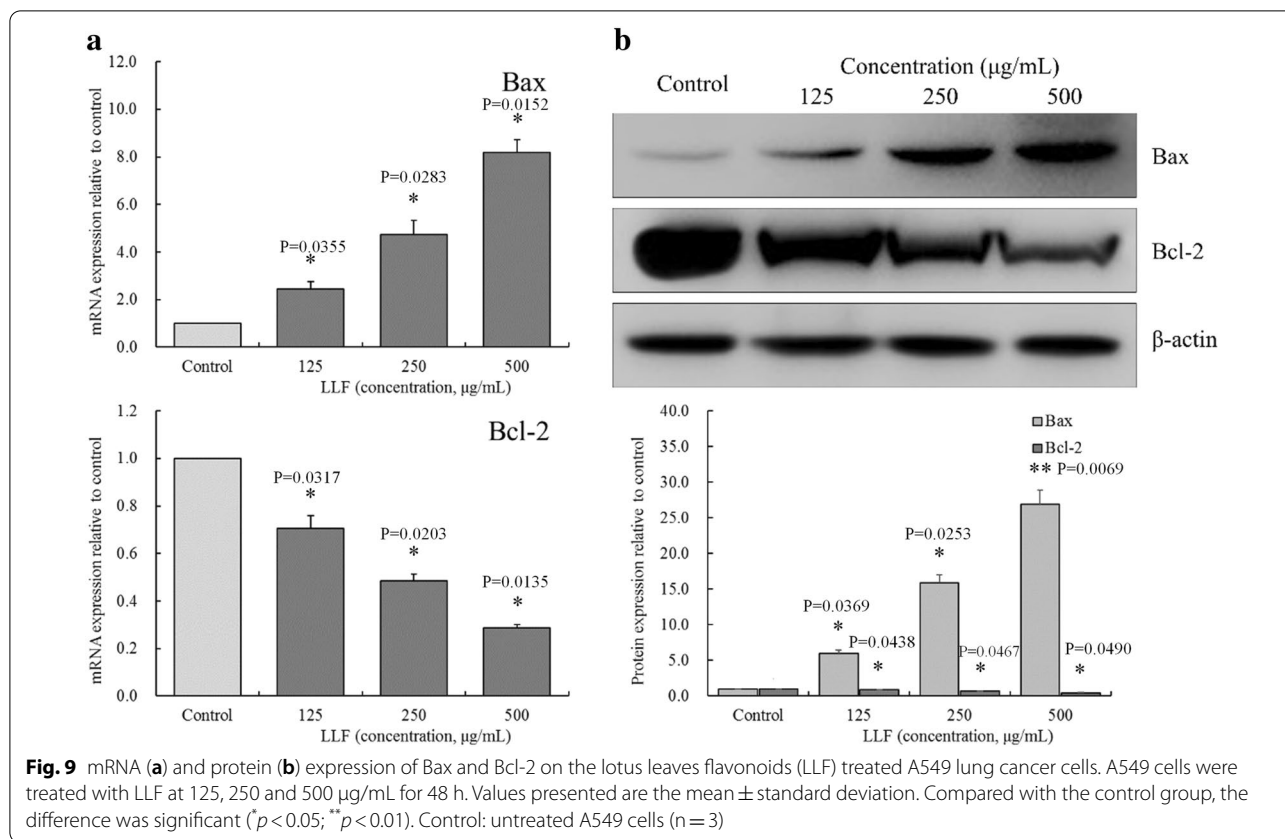 a
12.0
10.0
8.0
6.0
4.0
2.0
0.0
mRNA expression relative to control
Bax
P=0.0355
*
P=0.0283
*
P=0.0152
*
Control 125 250 500
LLF (concentration, μg/mL)
1.2
1.0
0.8
0.6
0.4
0.2
0.0
mRNA expression relative to control
Bcl-2
P=0.0317
*
P=0.0203
*
P=0.0135
*
Control 125 250 500
LLF (concentration, μg/mL)
b
Concentration (μg/mL)
Control 125 250 500
Bax
Bcl-2
β-actin
40.0
35.0
30.0
25.0
20.0
15.0
10.0
5.0
0.0
Protein expression relative to control
Bax
Bcl-2
P=0.0369
*
P=0.0438
*
P=0.0253
*
P=0.0467
*
** P=0.0069
P=0.0490
*
Control 125 250 500
LLF (concentration, μg/mL)
Fig. 9 mRNA (a) and protein (b) expression of Bax and Bcl-2 on the lotus leaves flavonoids (LLF) treated A549 lung cancer cells. A549 cells were
treated with LLF at 125, 250 and 500 μg/mL for 48 h. Values presented are the mean ± standard deviation. Compared with the control group, the
difference was significant (*p < 0.05; **p < 0.01). Control: untreated A549 cells (n = 3)